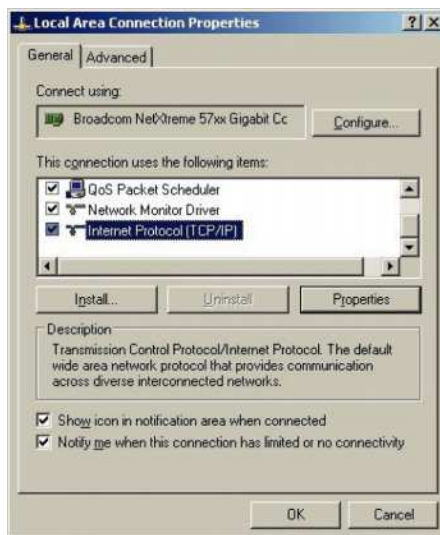 Local Area Connection Properties
General
Advanced
Connect using:
Broadcom NetXtreme 57xx Gigabit Cc
Configure...
This connection uses the following items:
QoS Packet Scheduler
Network Monitor Driver
Internet Protocol (TCP/IP)
Install...
Uninstall
Properties
Description
Transmission Control Protocol/Internet Protocol. The default
wide area network protocol that provides communication
across diverse interconnected networks.
Show icon in notification area when connected
Notify me when this connection has limited or no connectivity
OK
Cancel